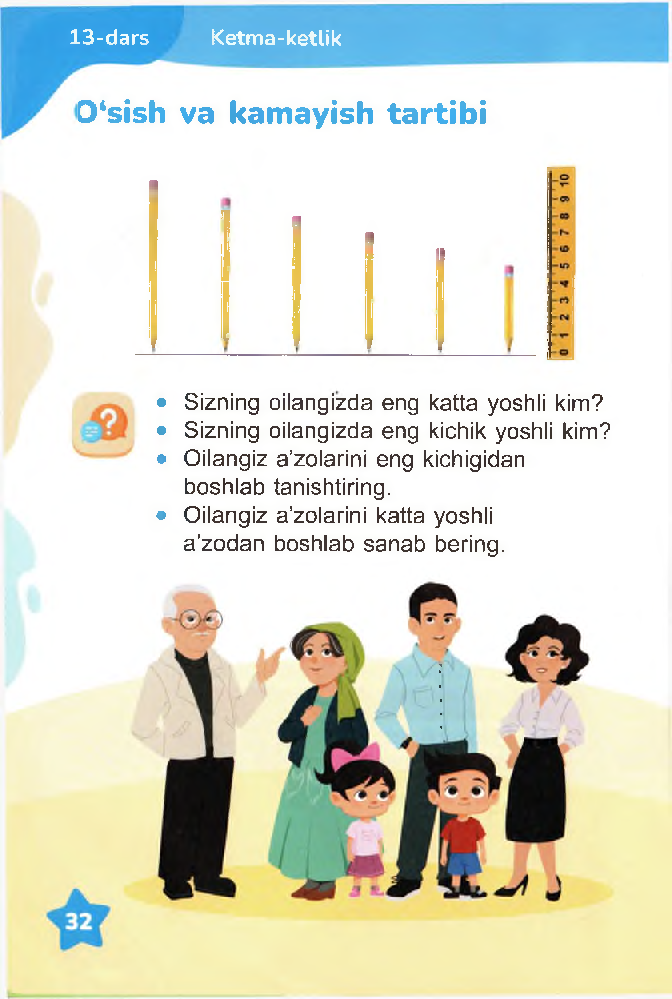 13-dars Ketma-ketlik
O‘sish va kamayish tartibi
10
9
8
7
6
5
4
3
2
1
0
• Sizning oilangizda eng katta yoshli kim?
• Sizning oilangizda eng kichik yoshli kim?
• Oilangiz a’zolarini eng kichigidan
boshlab tanishtiring.
• Oilangiz a’zolarini katta yoshli
a’zodan boshlab sanab bering.
32